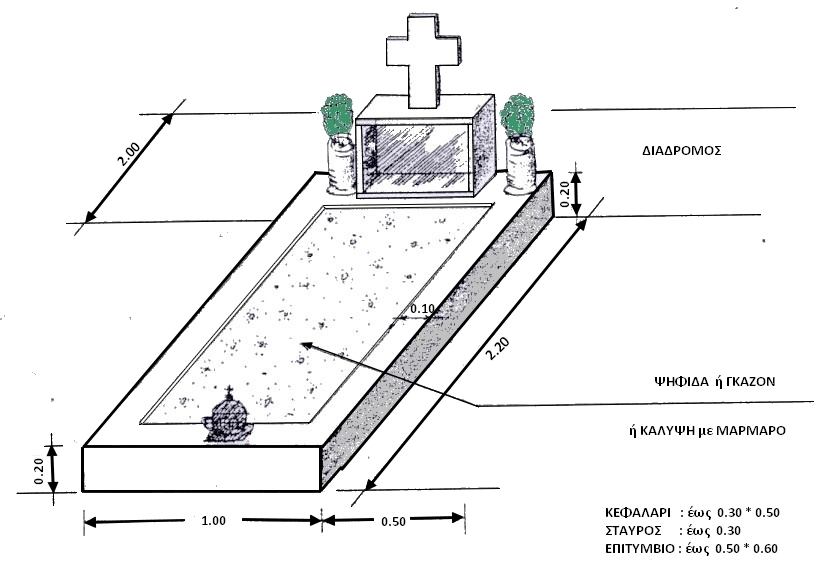 2.00
ΔΙΑΔΡΟΜΟΣ
0.20
0.10
2.20
ΨΗΦΙΔΑ ή ΓΚΑΖΟΝ
ή ΚΑΛΥΨΗ με ΜΑΡΜΑΡΟ
0.20
1.00
0.50
ΚΕΦΑΛΑΡΙ : έως 0.30 * 0.50
ΣΤΑΥΡΟΣ : έως 0.30
ΕΠΙΤΥΜΒΙΟ : έως 0.50 * 0.60